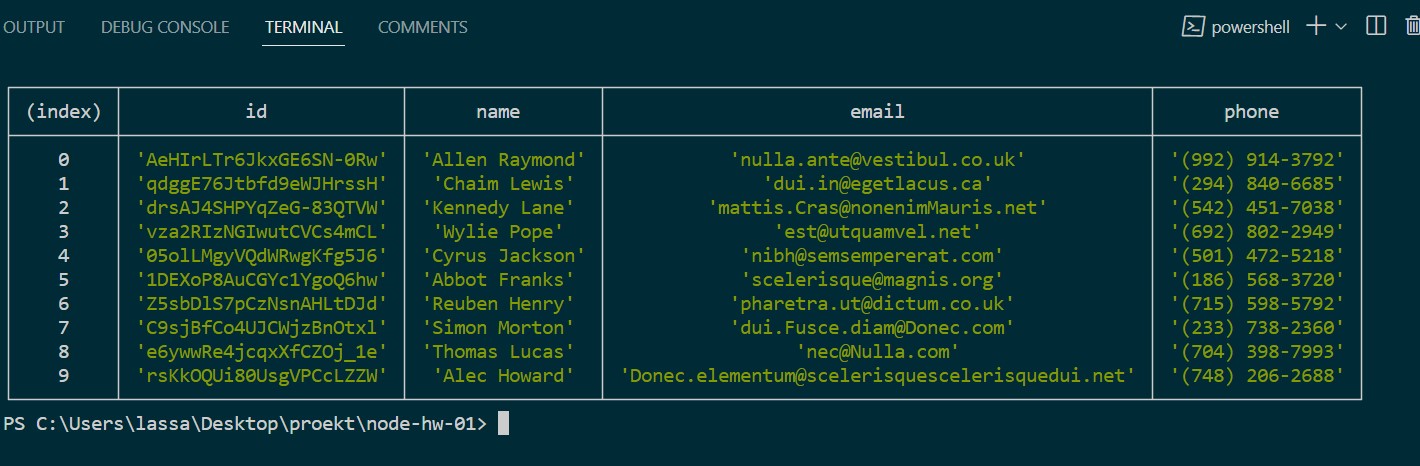 OUTPUT DEBUG CONSOLE TERMINAL COMMENTS powershell
(index) id name email phone
0 'AeHIrLTr6JkxGE6SN-0Rw' 'Allen Raymond' 'nulla.ante@vestibul.co.uk' '(992) 914-3792'
1 'qdggE76Jtbfd9eWJHrssH' 'Chaim Lewis' 'dui.in@egetlacus.ca' '(294) 840-6685'
2 'drsAJ4SHPYqZeG-83QTVW' 'Kennedy Lane' 'mattis.Cras@nonenimMauris.net' '(542) 451-7038'
3 'vza2RIzNGIwutCVCs4mCL' 'Wylie Pope' 'est@utquamvel.net' '(692) 802-2949'
4 '05olLMgyVQdWRwgKfg5J6' 'Cyrus Jackson' 'nibh@semsempererat.com' '(501) 472-5218'
5 '1DEXoP8AuCGYc1YgoQ6hw' 'Abbot Franks' 'scelerisque@magnis.org' '(186) 568-3720'
6 'Z5sbDlS7pCzNsnAHLtDJd' 'Reuben Henry' 'pharetra.ut@dictum.co.uk' '(715) 598-5792'
7 'C9sjBfCo4UJCWjzBnOtxl' 'Simon Morton' 'dui.Fusce.diam@Donec.com' '(233) 738-2360'
8 'e6ywwRe4jcqxXfCZOj_1e' 'Thomas Lucas' 'nec@Nulla.com' '(704) 398-7993'
9 'rsKkOQUi80UsgVPCcLZZW' 'Alec Howard' 'Donec.elementum@scelerisquescelerisquedui.net' '(748) 206-2688'
PS C:\Users\lassa\Desktop\proekt\node-hw-01>